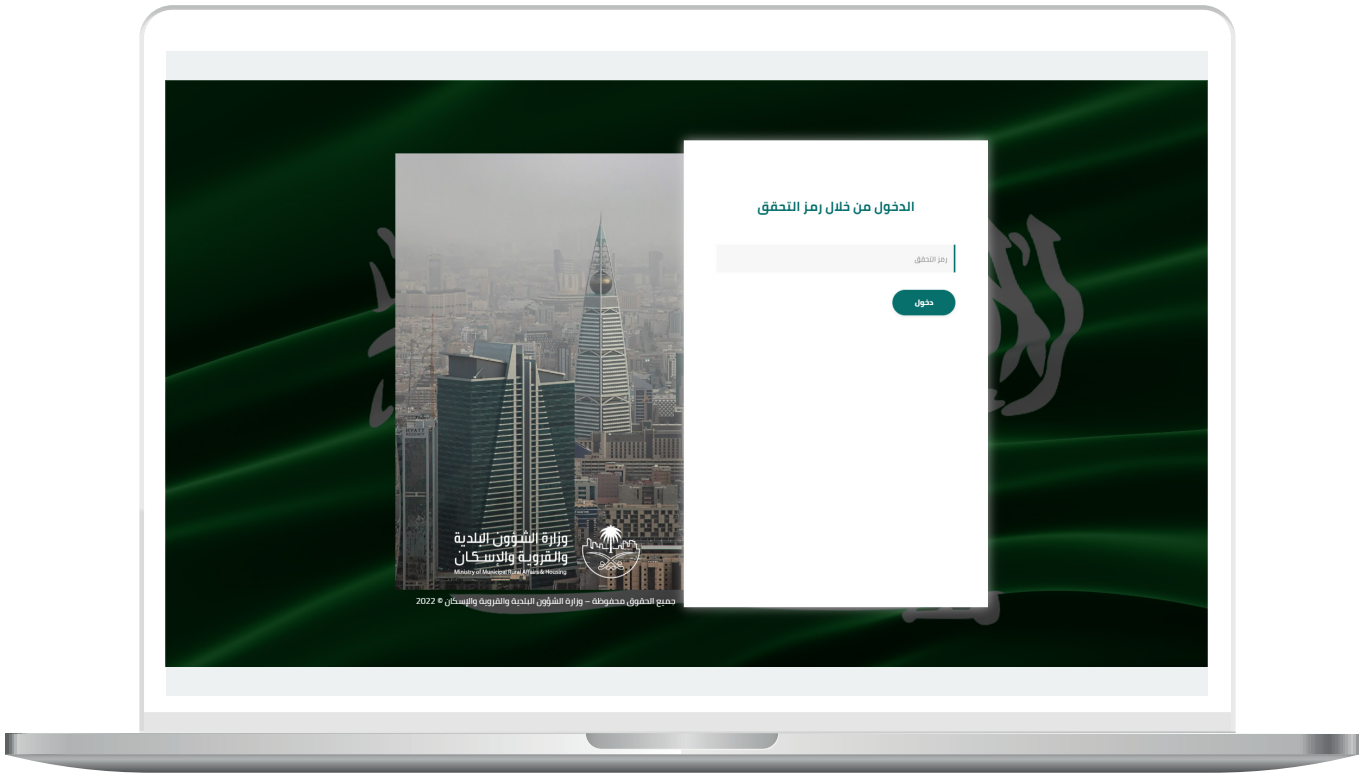 الدخول من خلال رمز التحقق
رمز التحقق
دخول
وزارة الشؤون البلدية
والقروية والإسكان
Ministry of Municipal Rural Affairs & Housing
جميع الحقوق محفوظة – وزارة الشؤون البلدية والقروية والإسكان © 2022